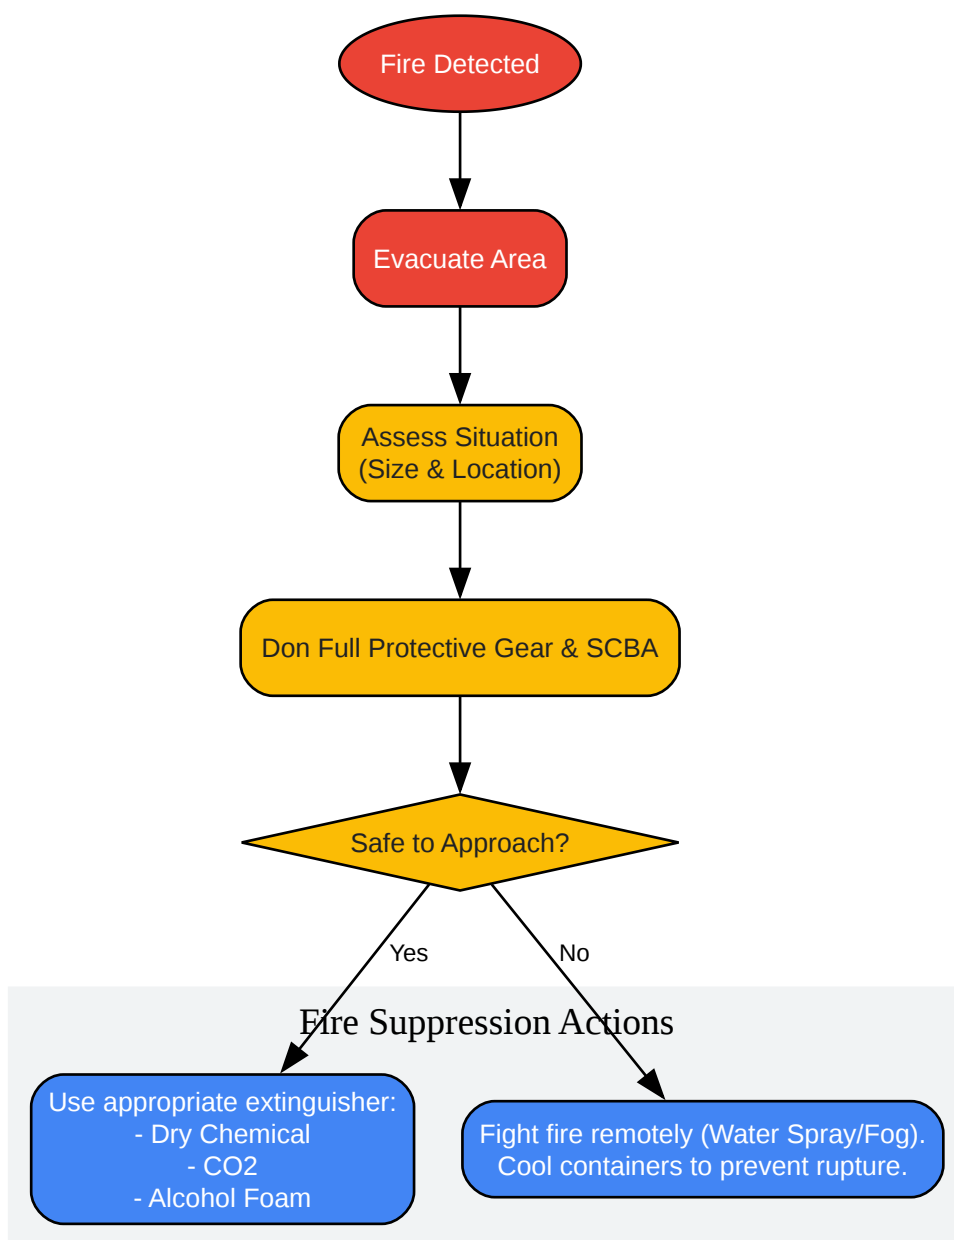 Fire Detected
Evacuate Area
Assess Situation
(Size & Location)
Don Full Protective Gear & SCBA
Safe to Approach?
Yes
No
Fire Suppression Actions
Use appropriate extinguisher:
- Dry Chemical
- CO2
- Alcohol Foam
Fight fire remotely (Water Spray/Fog).
Cool containers to prevent rupture.